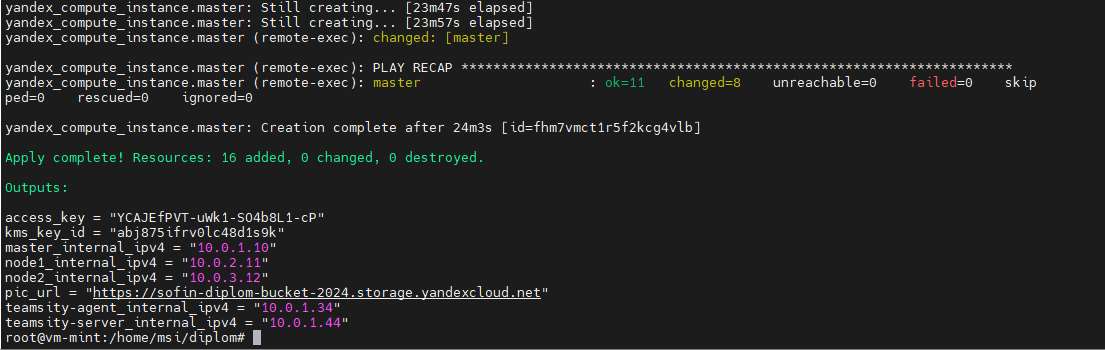 yandex_compute_instance.master: Still creating... [23m47s elapsed]
yandex_compute_instance.master: Still creating... [23m57s elapsed]
yandex_compute_instance.master (remote-exec): changed: [master]
yandex_compute_instance.master (remote-exec): PLAY RECAP *********************************************************************
yandex_compute_instance.master (remote-exec): master                     : ok=11   changed=8    unreachable=0    failed=0    skip
ped=0    rescued=0    ignored=0
yandex_compute_instance.master: Creation complete after 24m3s [id=fhm7vmct1r5f2kcg4vlb]
Apply complete! Resources: 16 added, 0 changed, 0 destroyed.
Outputs:
access_key = "YCAJEfPVT-uWk1-SO4b8L1-cP"
kms_key_id = "abj875ifrv0lc48d1s9k"
master_internal_ipv4 = "10.0.1.10"
node1_internal_ipv4 = "10.0.2.11"
node2_internal_ipv4 = "10.0.3.12"
pic_url = "https://sofin-diplom-bucket-2024.storage.yandexcloud.net"
teamsity-agent_internal_ipv4 = "10.0.1.34"
teamsity-server_internal_ipv4 = "10.0.1.44"
root@vm-mint:/home/msi/diplom#